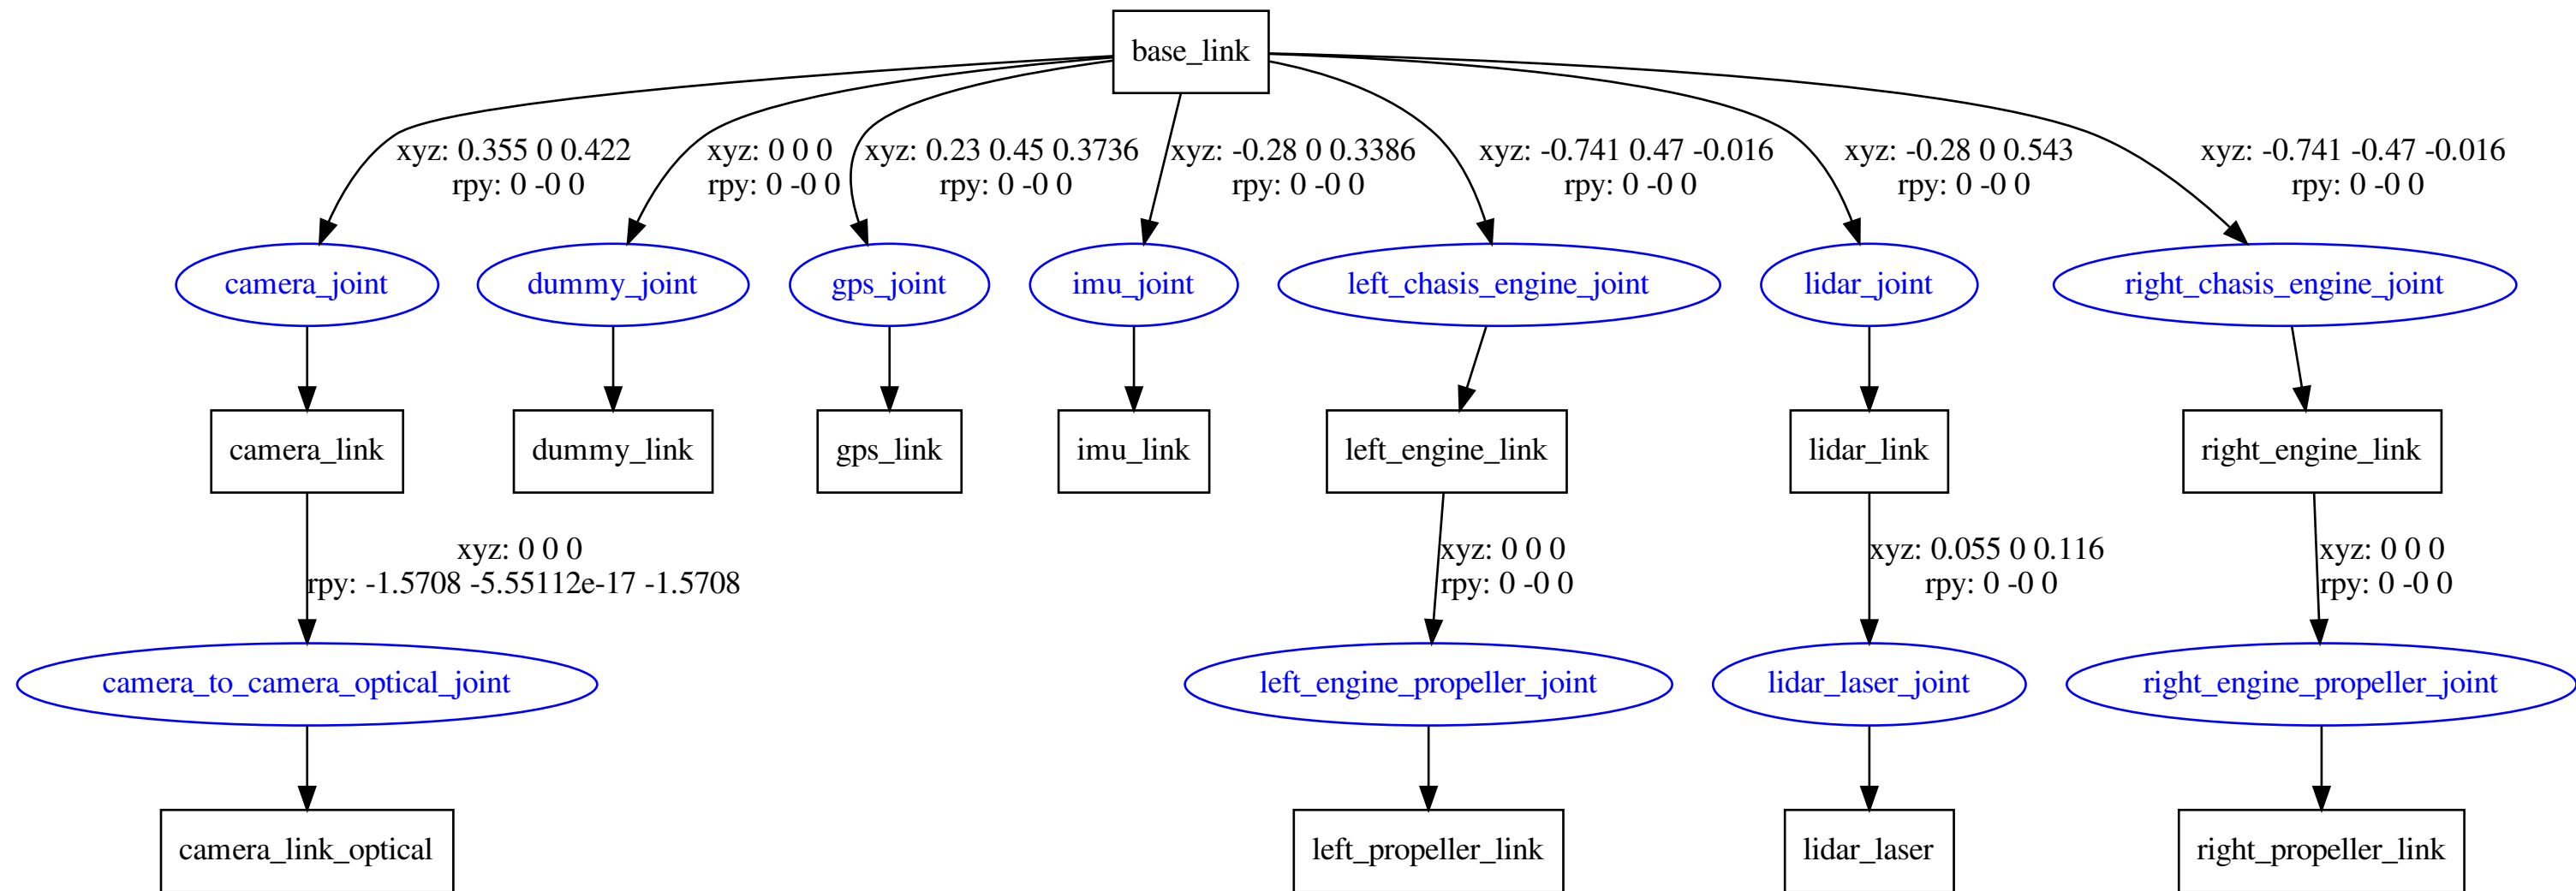 base_link
xyz: 0.355 0 0.422
rpy: 0 -0 0
xyz: 0 0 0
rpy: 0 -0 0
xyz: 0.23 0.45 0.3736
rpy: 0 -0 0
xyz: -0.28 0 0.3386
rpy: 0 -0 0
xyz: -0.741 0.47 -0.016
rpy: 0 -0 0
xyz: -0.28 0 0.543
rpy: 0 -0 0
xyz: -0.741 -0.47 -0.016
rpy: 0 -0 0
camera_joint
dummy_joint
gps_joint
imu_joint
left_chasis_engine_joint
lidar_joint
right_chasis_engine_joint
camera_link
dummy_link
gps_link
imu_link
left_engine_link
lidar_link
right_engine_link
xyz: 0 0 0
rpy: -1.5708 -5.55112e-17 -1.5708
xyz: 0 0 0
rpy: 0 -0 0
xyz: 0.055 0 0.116
rpy: 0 -0 0
xyz: 0 0 0
rpy: 0 -0 0
camera_to_camera_optical_joint
left_engine_propeller_joint
lidar_laser_joint
right_engine_propeller_joint
camera_link_optical
left_propeller_link
lidar_laser
right_propeller_link